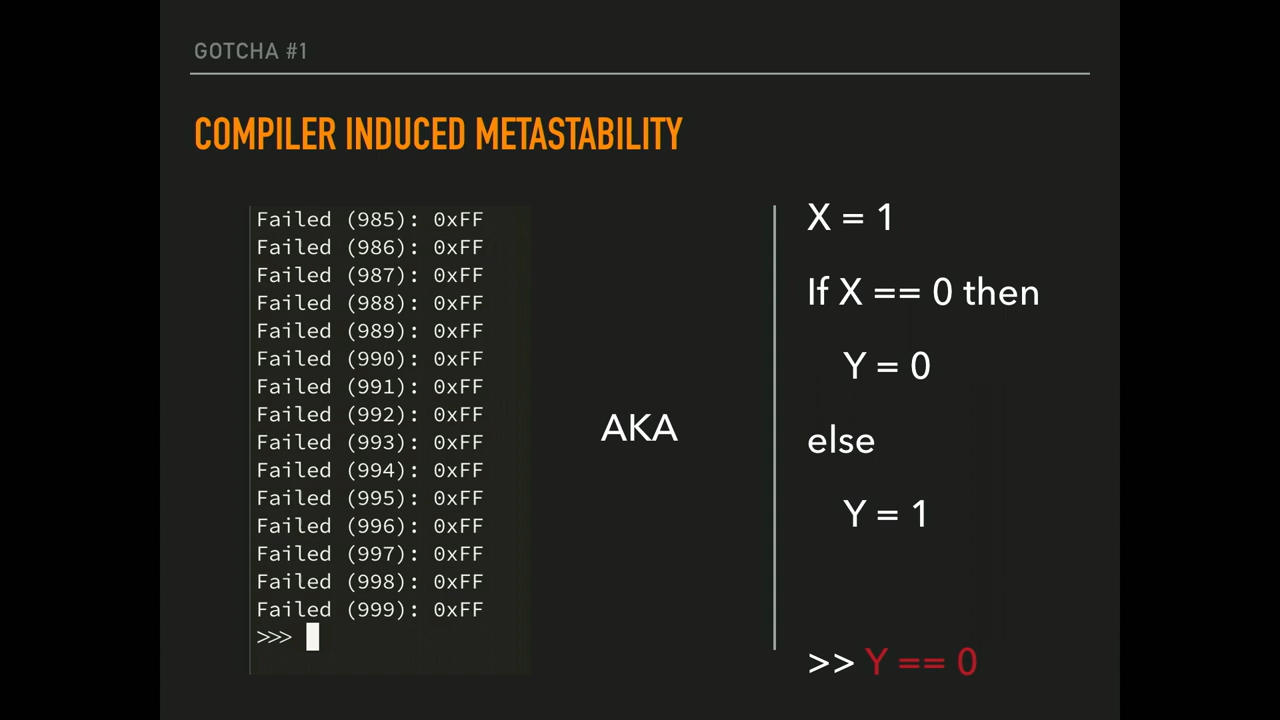 GOTCHA #1
COMPILER INDUCED METASTABILITY
Failed (985): 0xFF
Failed (986): 0xFF
Failed (987): 0xFF
Failed (988): 0xFF
Failed (989): 0xFF
Failed (990): 0xFF
Failed (991): 0xFF
Failed (992): 0xFF
Failed (993): 0xFF
Failed (994): 0xFF
Failed (995): 0xFF
Failed (996): 0xFF
Failed (997): 0xFF
Failed (998): 0xFF
Failed (999): 0xFF
>>>
AKA
X = 1
If X == 0 then
Y = 0
else
Y = 1
>> Y == 0